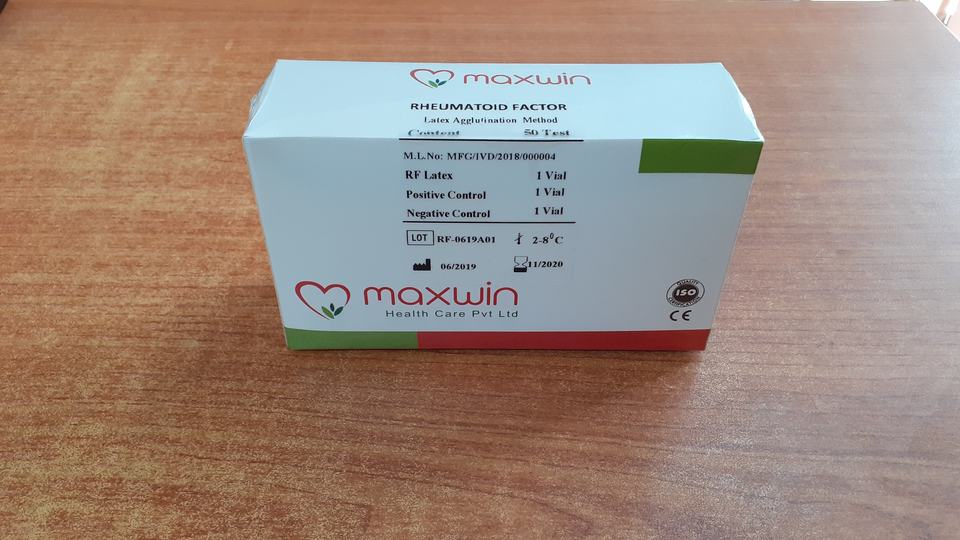 maxwin
RHEUMATOID FACTOR
Latex Agglutination Method
Content 50 Test
M.L.No: MFG/IVD/2018/000004
RF Latex 1 Vial
Positive Control 1 Vial
Negative Control 1 Vial
LOT RF-0619A01 2-8⁰C
06/2019 11/2020
maxwin
Health Care Pvt Ltd
QUALITY
ISO
CE